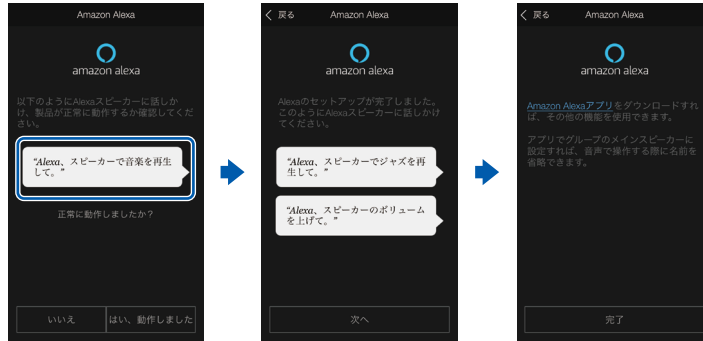 Amazon Alexa
amazon alexa
以下のようにAlexaスピーカーに話しか
け、製品が正常に動作するか確認してくだ
さい。
“Alexa、スピーカーで音楽を再生
して。”
正常に動作しましたか？
いいえ
はい、動作しました
戻る
Amazon Alexa
amazon alexa
Alexaのセットアップが完了しました。
このようにAlexaスピーカーに話しかけ
てください。
“Alexa、スピーカーでジャズを再
生して。”
“Alexa、スピーカーのボリューム
を上げて。”
次へ
戻る
Amazon Alexa
amazon alexa
Amazon Alexaアプリをダウンロードすれ
ば、その他の機能を使用できます。
アプリでグループのメインスピーカーに
設定すれば、音声で操作する際に名前を
省略できます。
完了